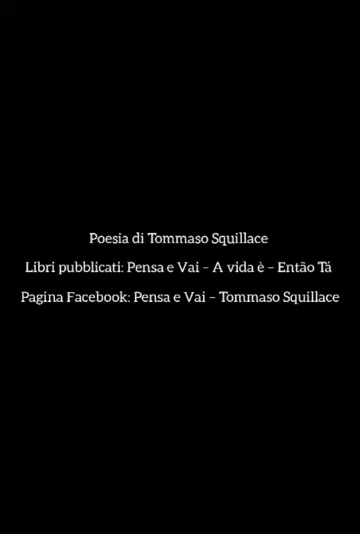 Poesia di Tommaso Squillace
Libri pubblicati: Pensa e Vai – A vida è – Então Tá
Pagina Facebook: Pensa e Vai – Tommaso Squillace